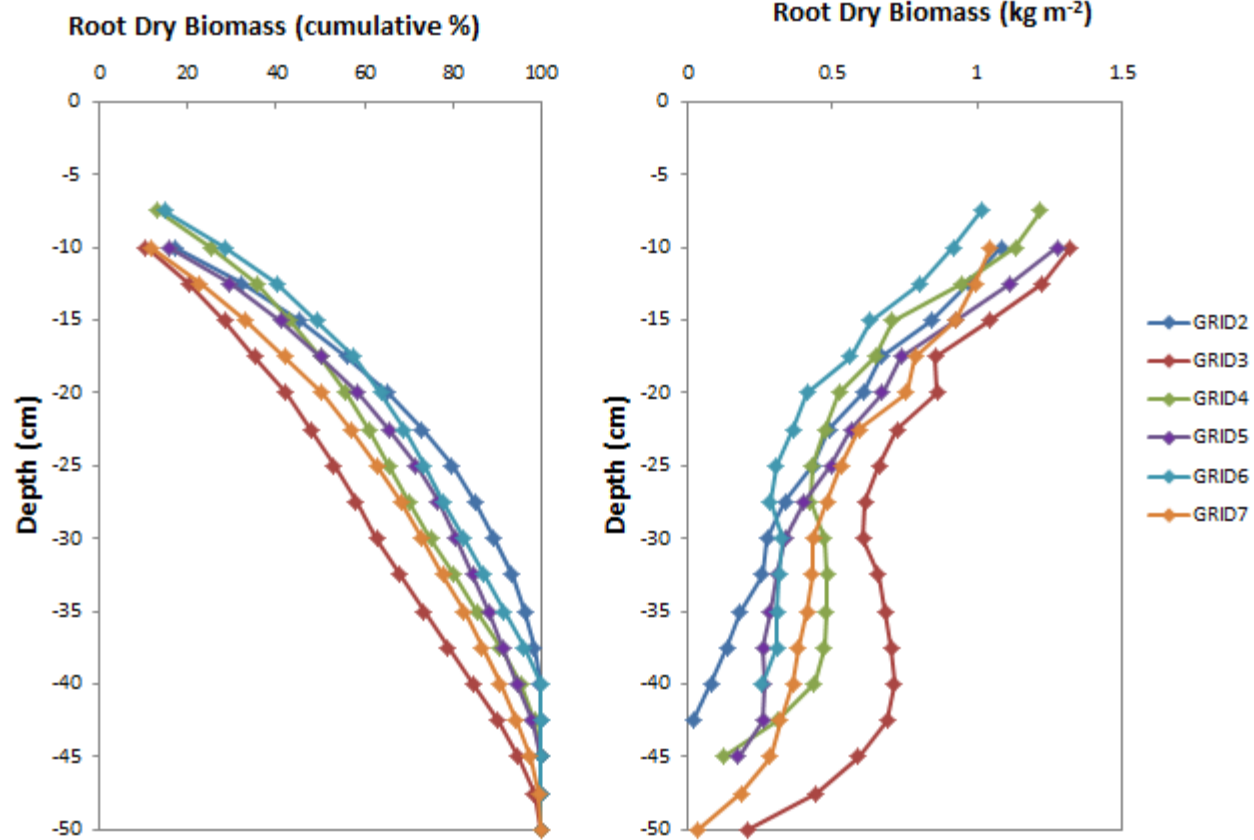 Root Dry Biomass (cumulative %)
0 20 40 60 80 100
0
-5
-10
-15
-20
-25
-30
-35
-40
-45
-50
Depth (cm)
Root Dry Biomass (kg m-2)
0 0.5 1 1.5
0
-5
-10
-15
-20
-25
-30
-35
-40
-45
-50
Depth (cm)
GRID2
GRID3
GRID4
GRID5
GRID6
GRID7